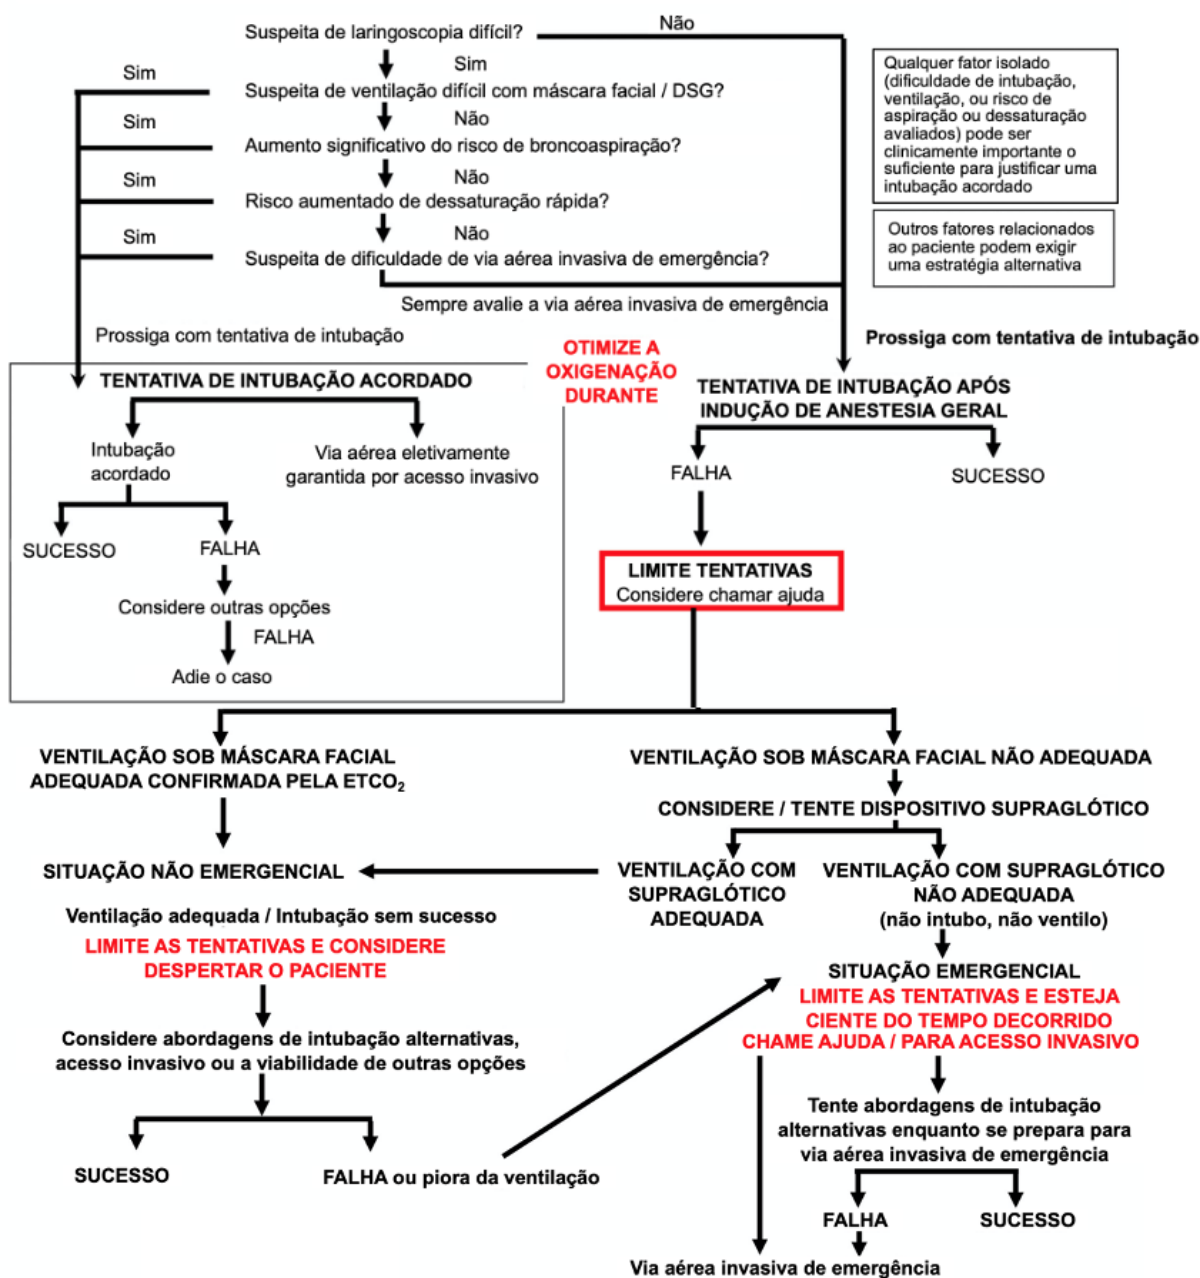 Suspeita de laringoscopia difícil?
Não
Sim
Sim
Suspeita de ventilação difícil com máscara facial / DSG?
Sim
Não
Aumento significativo do risco de broncoaspiração?
Sim
Não
Risco aumentado de dessaturação rápida?
Sim
Não
Suspeita de dificuldade de via aérea invasiva de emergência?
Qualquer fator isolado
(dificuldade de intubação,
ventilação, ou risco de
aspiração ou dessaturação
avaliados) pode ser
clinicamente importante o
suficiente para justificar uma
intubação acordado
Outros fatores relacionados
ao paciente podem exigir
uma estratégia alternativa
Sempre avalie a via aérea invasiva de emergência
Prossiga com tentativa de intubação
Prossiga com tentativa de intubação
OTIMIZE A
OXIGENAÇÃO
DURANTE
TENTATIVA DE INTUBAÇÃO ACORDADO
Intubação
acordado
Via aérea eletivamente
garantida por acesso invasivo
SUCESSO
FALHA
Considere outras opções
FALHA
Adie o caso
TENTATIVA DE INTUBAÇÃO APÓS
INDUÇÃO DE ANESTESIA GERAL
FALHA
SUCESSO
LIMITE TENTATIVAS
Considere chamar ajuda
VENTILAÇÃO SOB MÁSCARA FACIAL
ADEQUADA CONFIRMADA PELA ETCO₂
VENTILAÇÃO SOB MÁSCARA FACIAL NÃO ADEQUADA
CONSIDERE / TENTE DISPOSITIVO SUPRAGLÓTICO
SITUAÇÃO NÃO EMERGENCIAL
VENTILAÇÃO COM
SUPRAGLÓTICO
ADEQUADA
VENTILAÇÃO COM SUPRAGLÓTICO
NÃO ADEQUADA
(não intubo, não ventilo)
Ventilação adequada / Intubação sem sucesso
LIMITE AS TENTATIVAS E CONSIDERE
DESPERTAR O PACIENTE
Considere abordagens de intubação alternativas,
acesso invasivo ou a viabilidade de outras opções
SUCESSO
FALHA ou piora da ventilação
SITUAÇÃO EMERGENCIAL
LIMITE AS TENTATIVAS E ESTEJA
CIENTE DO TEMPO DECORRIDO
CHAME AJUDA / PARA ACESSO INVASIVO
Tente abordagens de intubação
alternativas enquanto se prepara para
via aérea invasiva de emergência
FALHA
SUCESSO
Via aérea invasiva de emergência